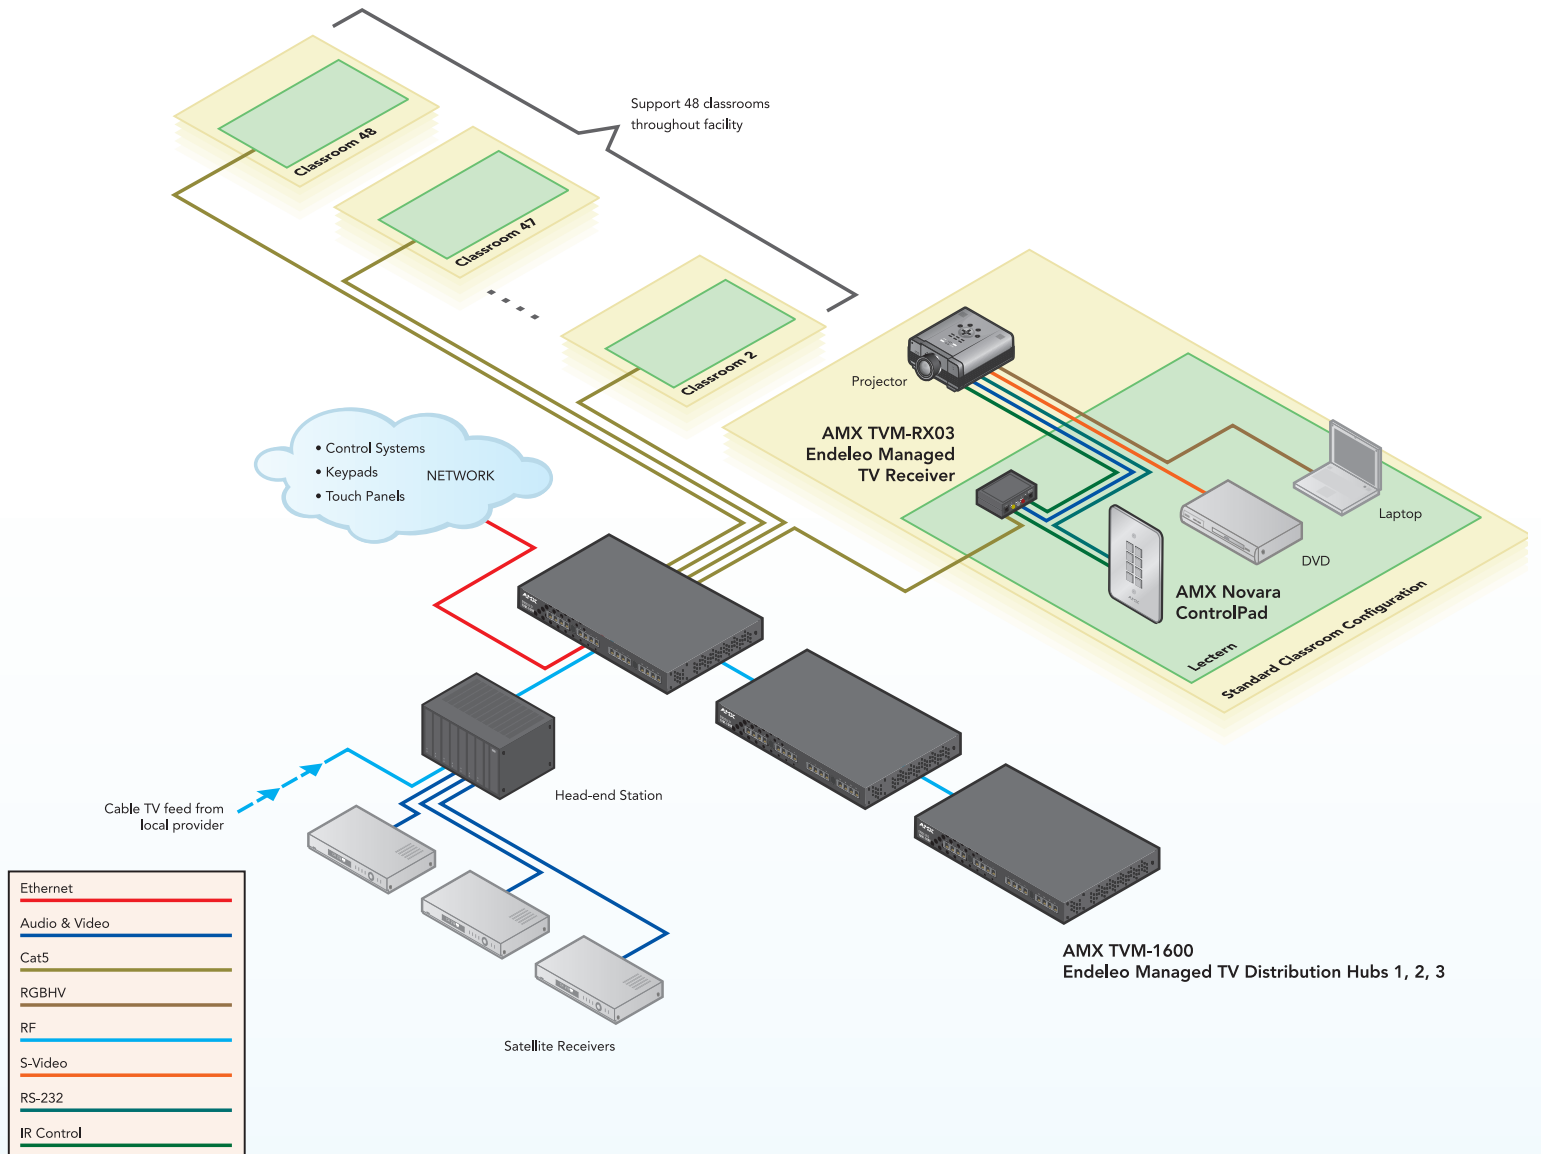 Support 48 classrooms
throughout facility
Classroom 48
Classroom 47
Classroom 2
Projector
AMX TVM-RX03
Endeleo Managed
TV Receiver
• Control Systems
• Keypads
• Touch Panels
NETWORK
Laptop
DVD
AMX Novara
ControlPad
Lectern
Standard Classroom Configuration
AMX
AMX
AMX
Head-end Station
Cable TV feed from
local provider
AMX TVM-1600
Endeleo Managed TV Distribution Hubs 1, 2, 3
Satellite Receivers
Ethernet
Audio & Video
Cat5
RGBHV
RF
S-Video
RS-232
IR Control